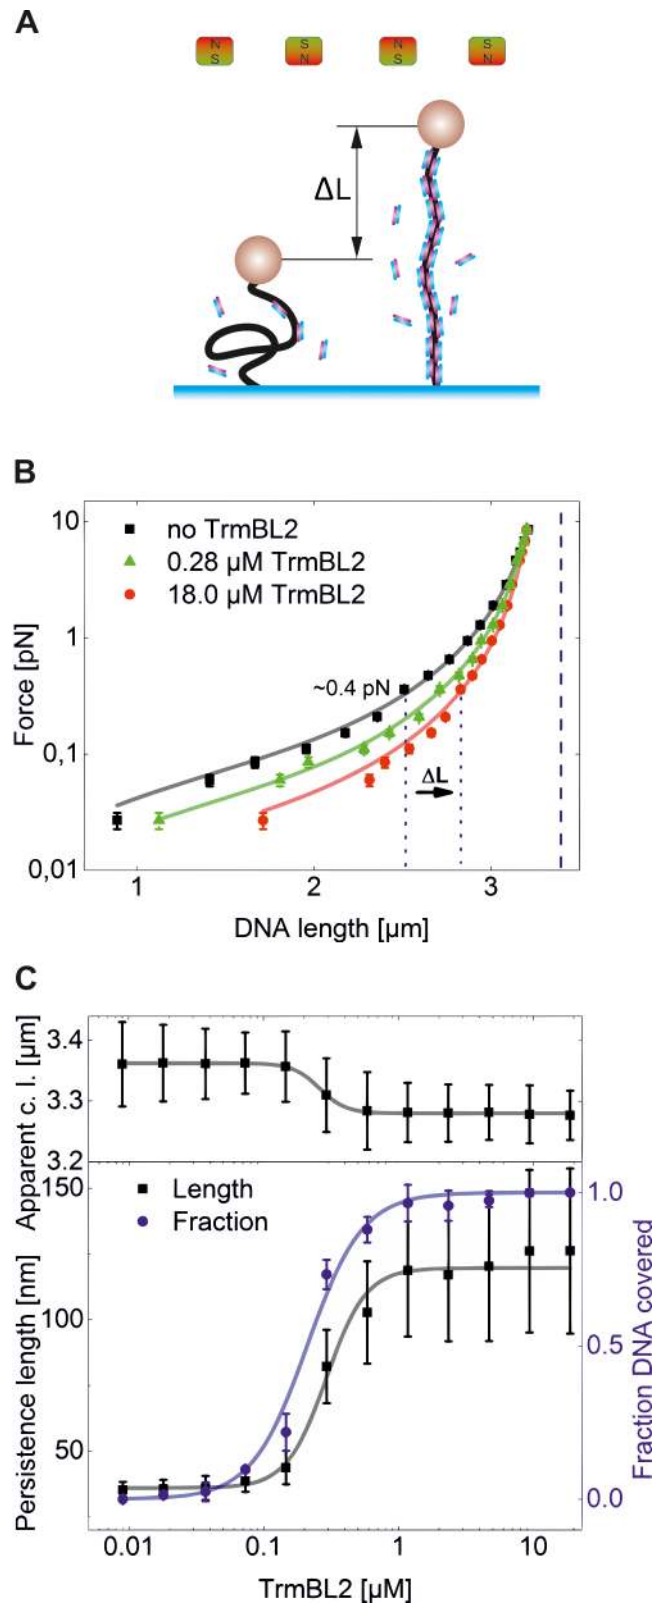 A
N S N S
S N S N
ΔL
B
10
no TrmBL2
0.28 µM TrmBL2
18.0 µM TrmBL2
1
~0.4 pN
0,1
ΔL
0,01
1 2 3
Force [pN]
DNA length [µm]
C
3.4
3.3
3.2
Apparent c. l. [µm]
150
Length
Fraction
1.0
100
0.5
50
0.0
Persistence length [nm]
Fraction DNA covered
0.01 0.1 1 10
TrmBL2 [µM]